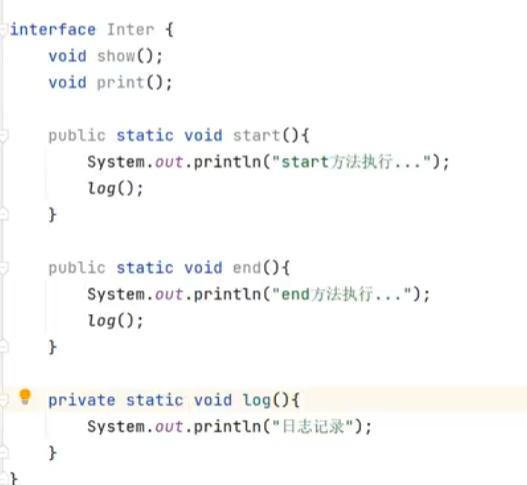 interface Inter {
void show();
void print();
public static void start(){
System.out.println("start方法执行...");
log();
}
public static void end(){
System.out.println("end方法执行...");
log();
}
private static void log(){
System.out.println("日志记录");
}
}